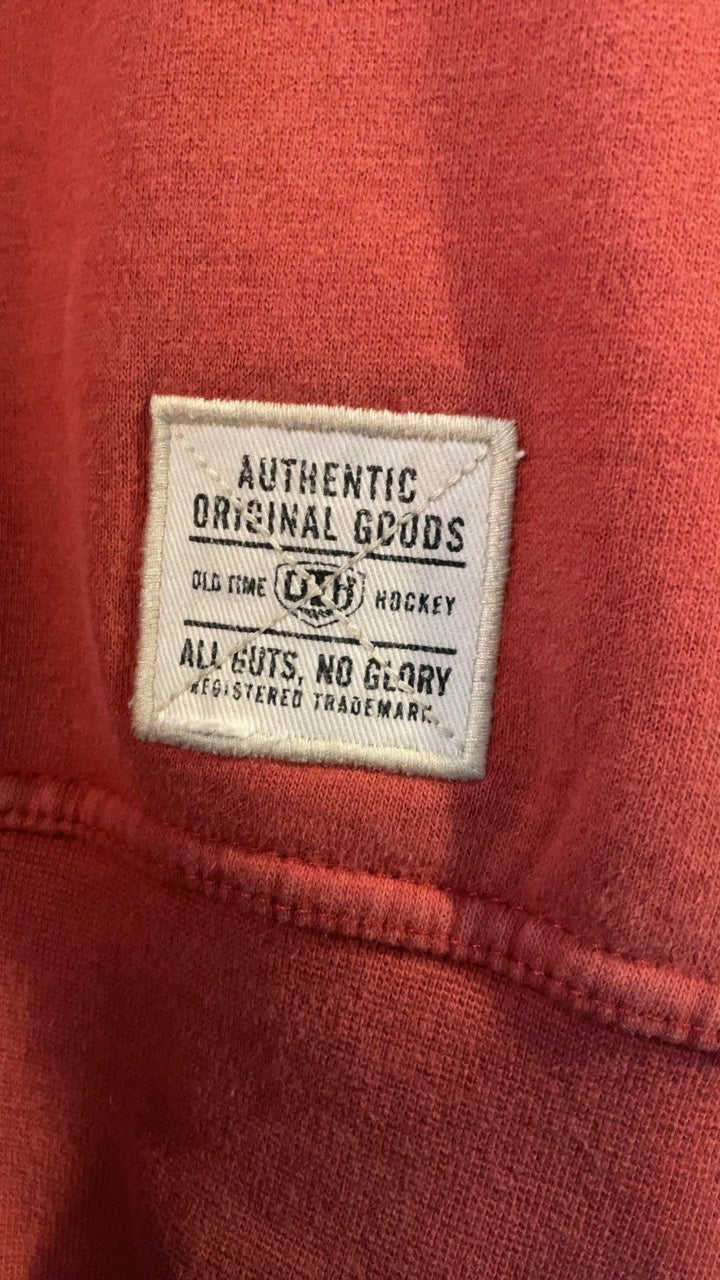 AUTHENTIC
ORIGINAL GOODS
OLD TIME OTH HOCKEY
ALL GUTS, NO GLORY
REGISTERED TRADEMARK